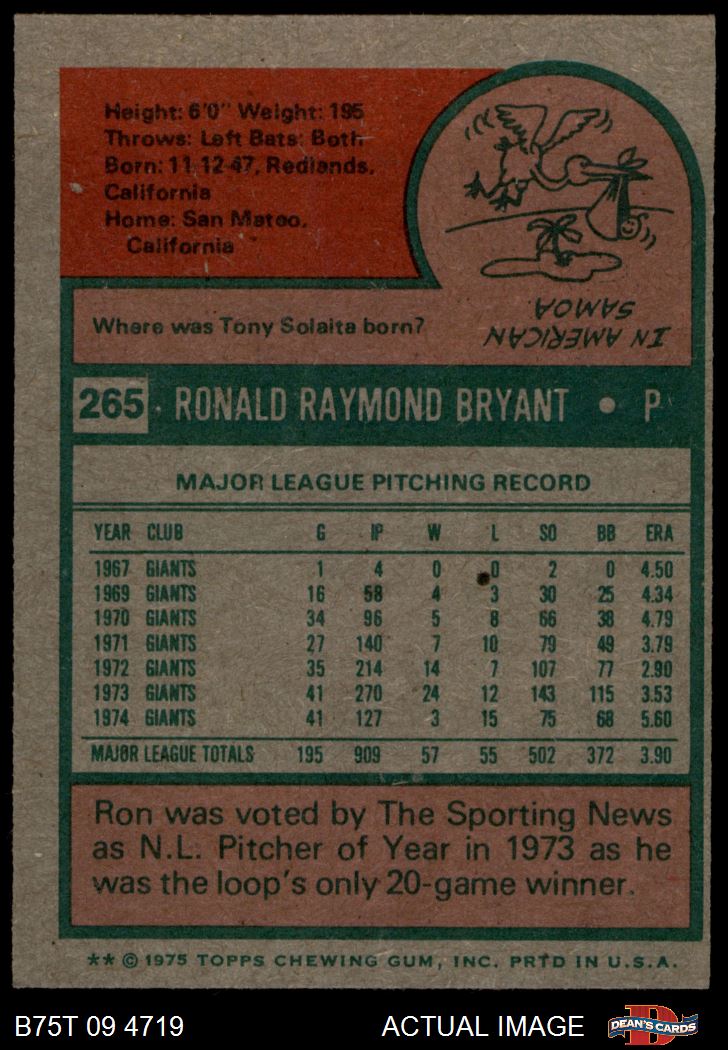 Height: 6'0" Weight: 195
Throws: Left Bats: Both
Born: 11-12-47, Redlands,
California
Home: San Mateo,
California
Where was Tony Solaita born?
IN AMERICAN
SAMOA.
265 • RONALD RAYMOND BRYANT • P
MAJOR LEAGUE PITCHING RECORD
YEAR CLUB G IP W L SO BB ERA
1967 GIANTS 1 4 0 0 2 0 4.50
1969 GIANTS 16 58 4 3 30 25 4.34
1970 GIANTS 34 96 5 8 66 38 4.79
1971 GIANTS 27 140 7 10 79 49 3.79
1972 GIANTS 35 214 14 7 107 77 2.90
1973 GIANTS 41 270 24 12 143 115 3.53
1974 GIANTS 41 127 3 15 75 68 5.60
MAJOR LEAGUE TOTALS 195 909 57 55 502 372 3.90
Ron was voted by The Sporting News
as N.L. Pitcher of Year in 1973 as he
was the loop's only 20-game winner.
** © 1975 TOPPS CHEWING GUM, INC. PRTD IN U.S.A.
B75T 09 4719 ACTUAL IMAGE DEAN'S CARDS